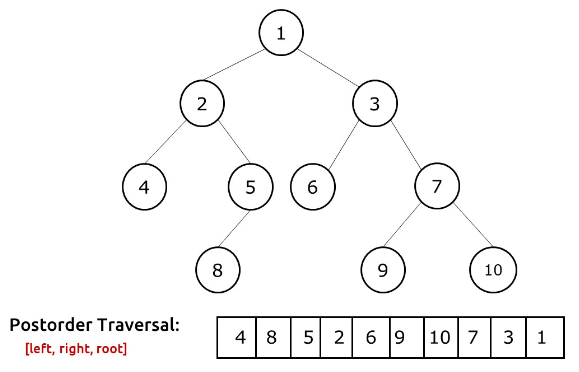 1
2 3
4 5 6 7
8 9 10
Postorder Traversal: 4 8 5 2 6 9 10 7 3 1
[left, right, root]